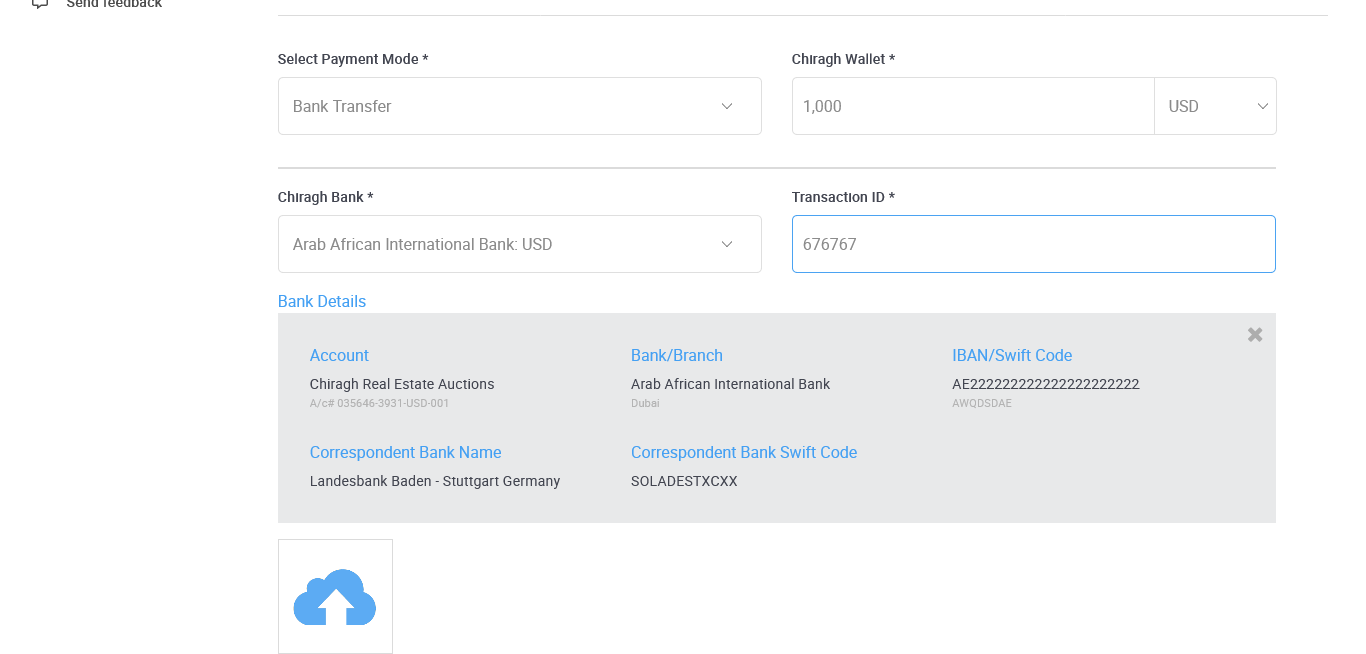 Send feedback
Select Payment Mode *
Chiragh Wallet *
Bank Transfer
1,000
USD
Chiragh Bank *
Transaction ID *
Arab African International Bank: USD
676767
Bank Details
Account
Bank/Branch
IBAN/Swift Code
Chiragh Real Estate Auctions
Arab African International Bank
AE222222222222222222222
A/c# 035646-3931-USD-001
Dubai
AWQDSDAE
Correspondent Bank Name
Correspondent Bank Swift Code
Landesbank Baden - Stuttgart Germany
SOLADESTXCXX